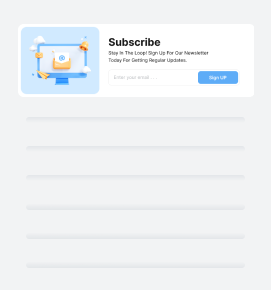 Subscribe
Stay In The Loop! Sign Up For Our Newsletter
Today For Getting Regular Updates.
Enter your email . . .
Sign UP